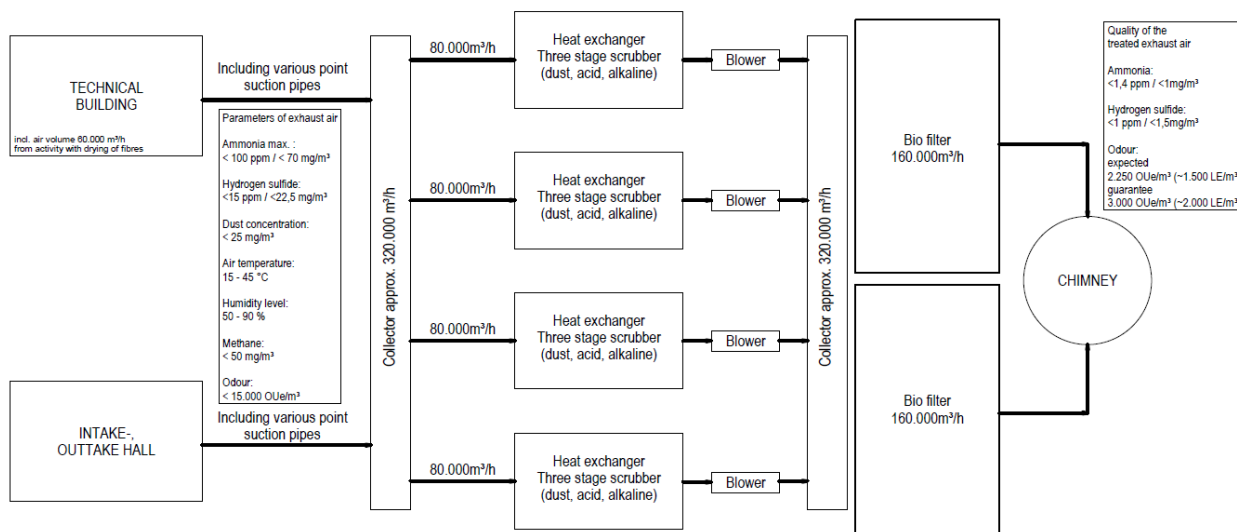 TECHNICAL
BUILDING
incl. air volume 60.000 m³/h
from activity with drying of fibres
Including various point
suction pipes
Parameters of exhaust air
Ammonia max. :
< 100 ppm / < 70 mg/m³
Hydrogen sulfide:
<15 ppm / <22,5 mg/m³
Dust concentration:
< 25 mg/m³
Air temperature:
15 - 45 °C
Humidity level:
50 - 90 %
Methane:
< 50 mg/m³
Odour:
< 15.000 OUe/m³
INTAKE-,
OUTTAKE HALL
Including various point
suction pipes
Collector approx. 320.000 m³/h
80.000m³/h
Heat exchanger
Three stage scrubber
(dust, acid, alkaline)
Blower
80.000m³/h
Heat exchanger
Three stage scrubber
(dust, acid, alkaline)
Blower
80.000m³/h
Heat exchanger
Three stage scrubber
(dust, acid, alkaline)
Blower
80.000m³/h
Heat exchanger
Three stage scrubber
(dust, acid, alkaline)
Blower
Collector approx. 320.000 m³/h
Bio filter
160.000m³/h
Bio filter
160.000m³/h
CHIMNEY
Quality of the
treated exhaust air
Ammonia:
<1,4 ppm / <1mg/m³
Hydrogen sulfide:
<1 ppm / <1,5mg/m³
Odour:
expected
2.250 OUe/m³ (~1.500 LE/m³
guarantee
3.000 OUe/m³ (~2.000 LE/m³